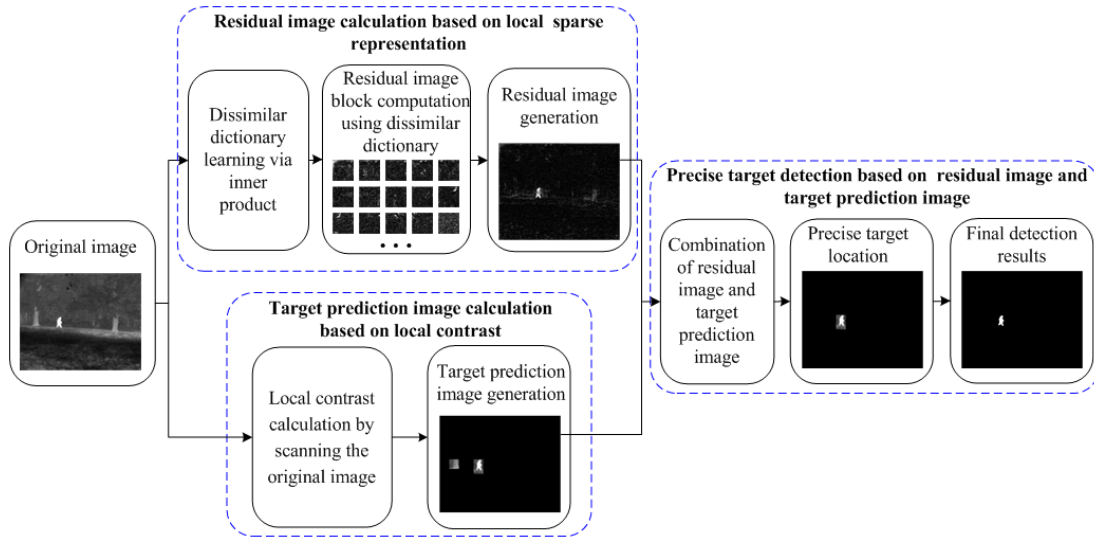 Residual image calculation based on local sparse
representation
Dissimilar
dictionary
learning via
inner
product
Residual image
block computation
using dissimilar
dictionary
• • •
Residual image
generation
Original image
Target prediction image calculation
based on local contrast
Local contrast
calculation by
scanning the
original image
Target prediction
image generation
Precise target detection based on residual image and
target prediction image
Combination
of residual
image and
target
prediction
image
Precise target
location
Final detection
results